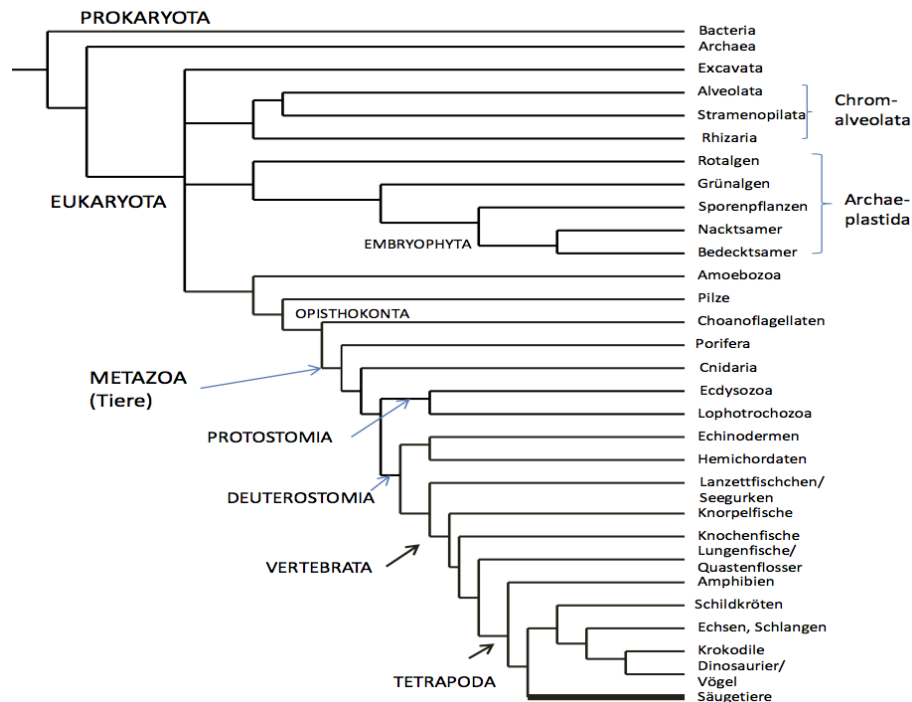 PROKARYOTA
Bacteria
Archaea
Excavata
Alveolata
Chrom-
alveolata
Stramenopilata
Rhizaria
Rotalgen
EUKARYOTA
Grünalgen
Archae-
plastida
Sporenpflanzen
EMBRYOPHYTA
Nacktsamer
Bedecktsamer
Amoebozoa
Pilze
OPISTHOKONTA
Choanoflagellaten
Porifera
METAZOA
(Tiere)
Cnidaria
Ecdysozoa
Lophotrochozoa
PROTOSTOMIA
Echinodermen
Hemichordaten
DEUTEROSTOMIA
Lanzettfischchen/
Seegurken
Knorpelfische
Knochenfische
VERTEBRATA
Lungenfische/
Quastenflosser
Amphibien
Schildkröten
Echsen, Schlangen
Krokodile
TETRAPODA
Dinosaurier/
Vögel
Säugetiere